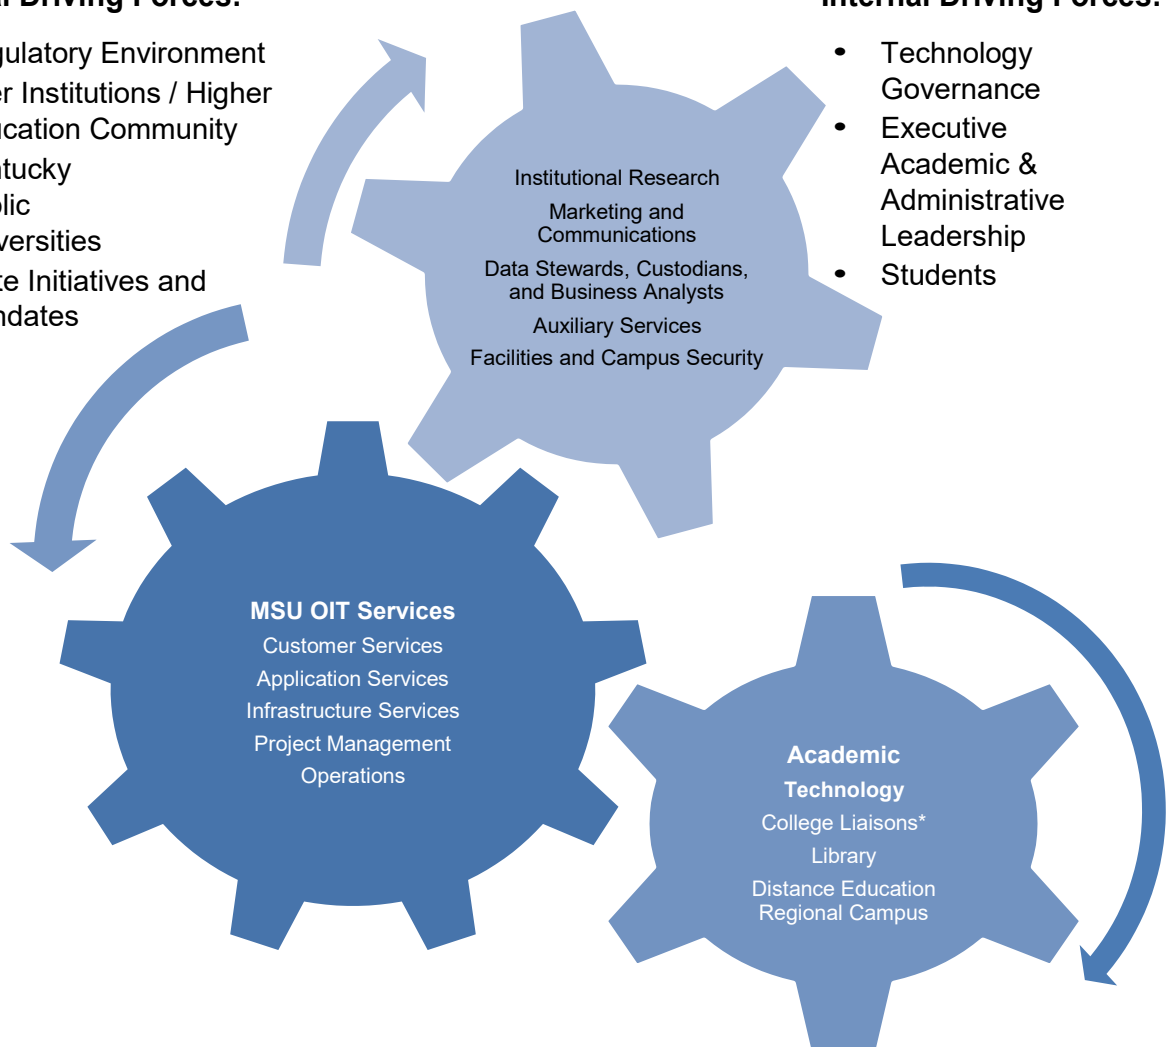 al Driving Forces:
gulatory Environment
er Institutions / Higher
ucation Community
ntucky
blic
versities
te Initiatives and
ndates
Internal Driving Forces:
• Technology
Governance
• Executive
Academic &
Administrative
Leadership
• Students
Institutional Research
Marketing and
Communications
Data Stewards, Custodians,
and Business Analysts
Auxiliary Services
Facilities and Campus Security
MSU OIT Services
Customer Services
Application Services
Infrastructure Services
Project Management
Operations
Academic
Technology
College Liaisons*
Library
Distance Education
Regional Campus